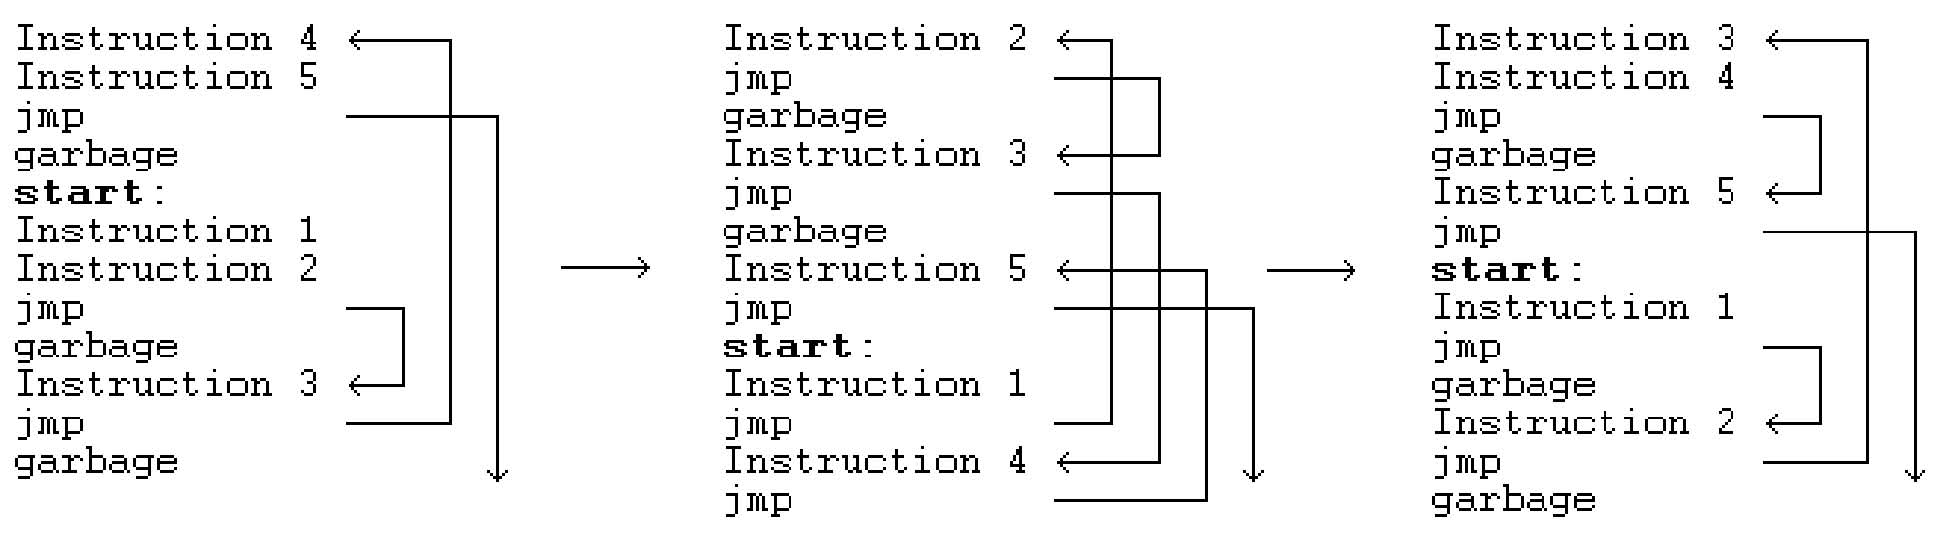 Instruction 4
Instruction 5
jmp
garbage
start:
Instruction 1
Instruction 2
jmp
garbage
Instruction 3
jmp
garbage
Instruction 2
jmp
garbage
Instruction 3
jmp
garbage
Instruction 5
jmp
start:
Instruction 1
jmp
Instruction 4
jmp
Instruction 3
Instruction 4
jmp
garbage
Instruction 5
jmp
start:
Instruction 1
jmp
garbage
Instruction 2
jmp
garbage